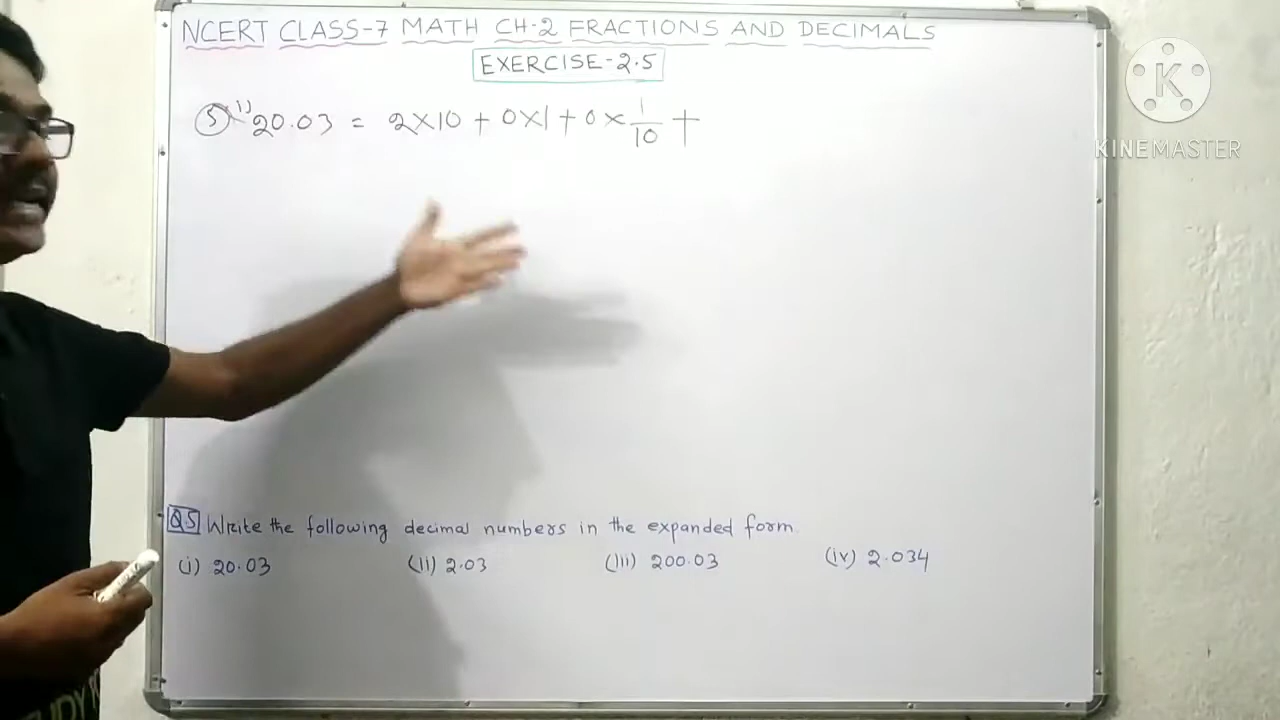 NCERT CLASS-7 MATH CH-2 FRACTIONS AND DECIMALS
EXERCISE-2.5
K
KINEMASTER
5 i) 20.03 = 2×10 + 0×1 + 0× 1/10 +
Q5 Write the following decimal numbers in the expanded form.
(i) 20.03 (ii) 2.03 (iii) 200.03 (iv) 2.034